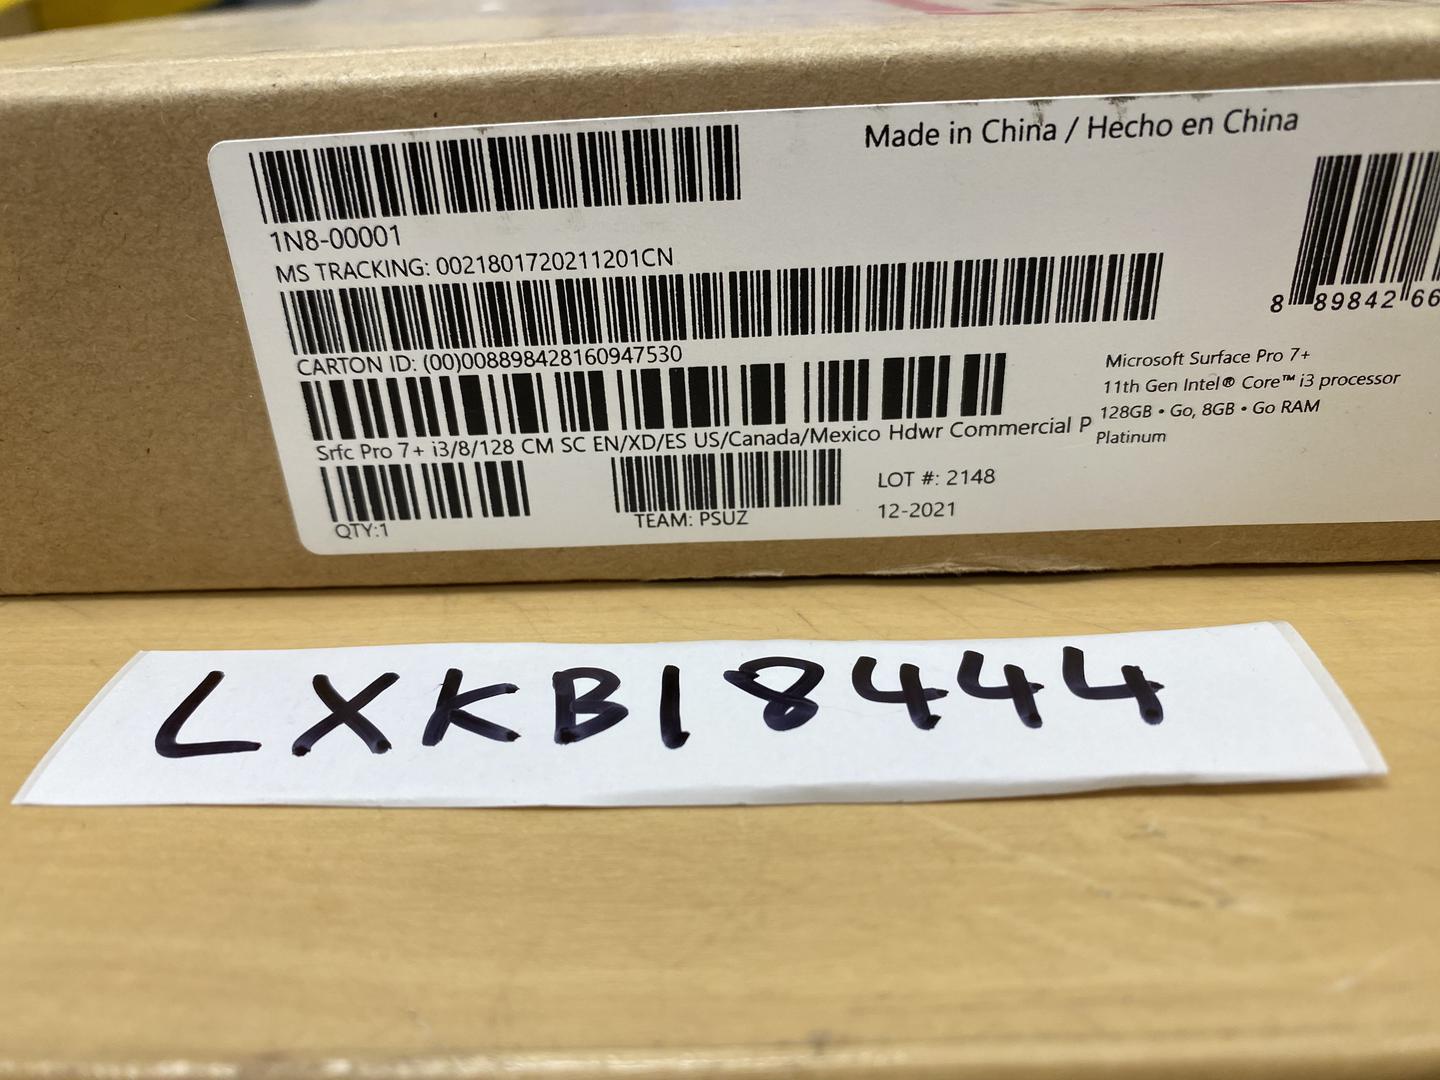 Made in China / Hecho en China
1N8-00001
MS TRACKING: 0021801720211201CN
8 89842 66
CARTON ID: (00)008898428160947530
Microsoft Surface Pro 7+
11th Gen Intel® Core™ i3 processor
128GB • Go, 8GB • Go RAM
Platinum
Srfc Pro 7+ i3/8/128 CM SC EN/XD/ES US/Canada/Mexico Hdwr Commercial P
LOT #: 2148
12-2021
QTY:1
TEAM: PSUZ
LXKB18444